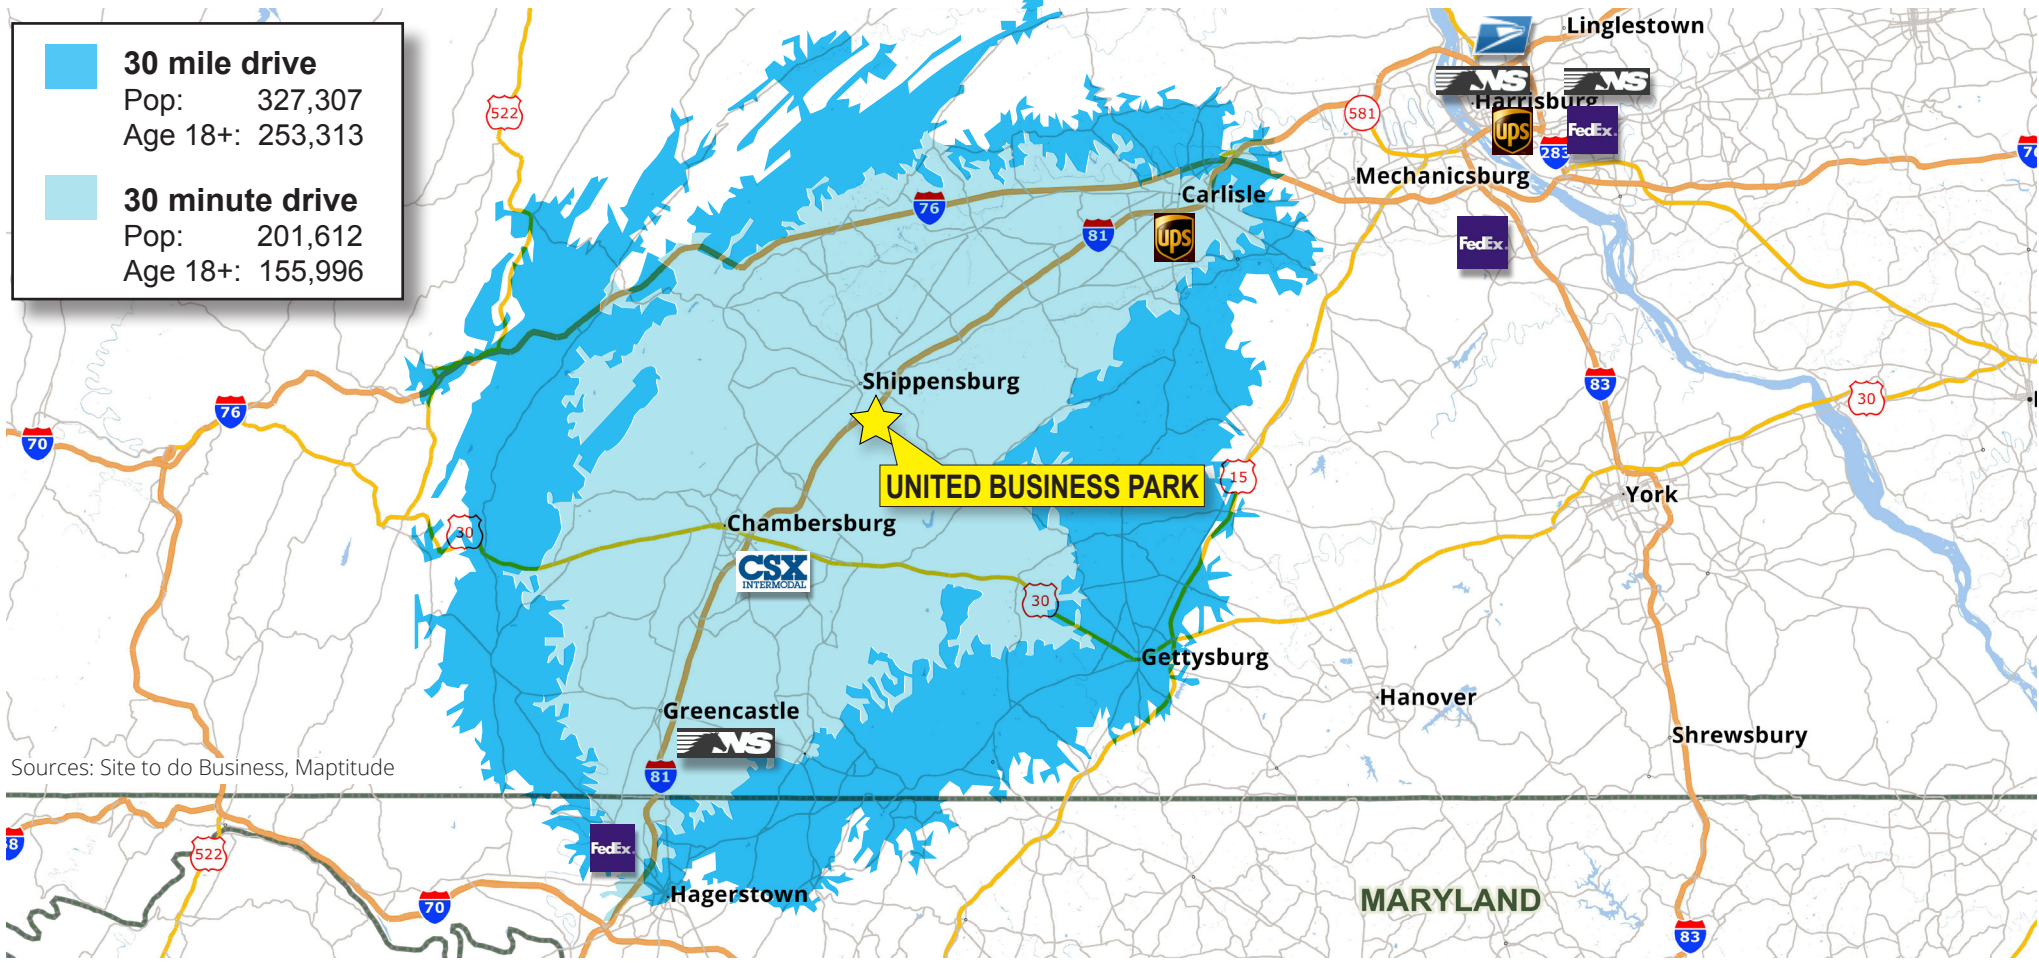 30 mile drive
Pop: 327,307
Age 18+: 253,313
30 minute drive
Pop: 201,612
Age 18+: 155,996
Linglestown
NS
NS
Harrisburg
522
581
ups
FedEx
283
76
Mechanicsburg
Carlisle
76
81
ups
FedEx
Shippensburg
83
30
76
70
UNITED BUSINESS PARK
15
York
Chambersburg
30
CSX
INTERMODAL
30
Gettysburg
Hanover
Greencastle
NS
Shrewsbury
Sources: Site to do Business, Maptitude
81
68
522
FedEx
Hagerstown
MARYLAND
70
83